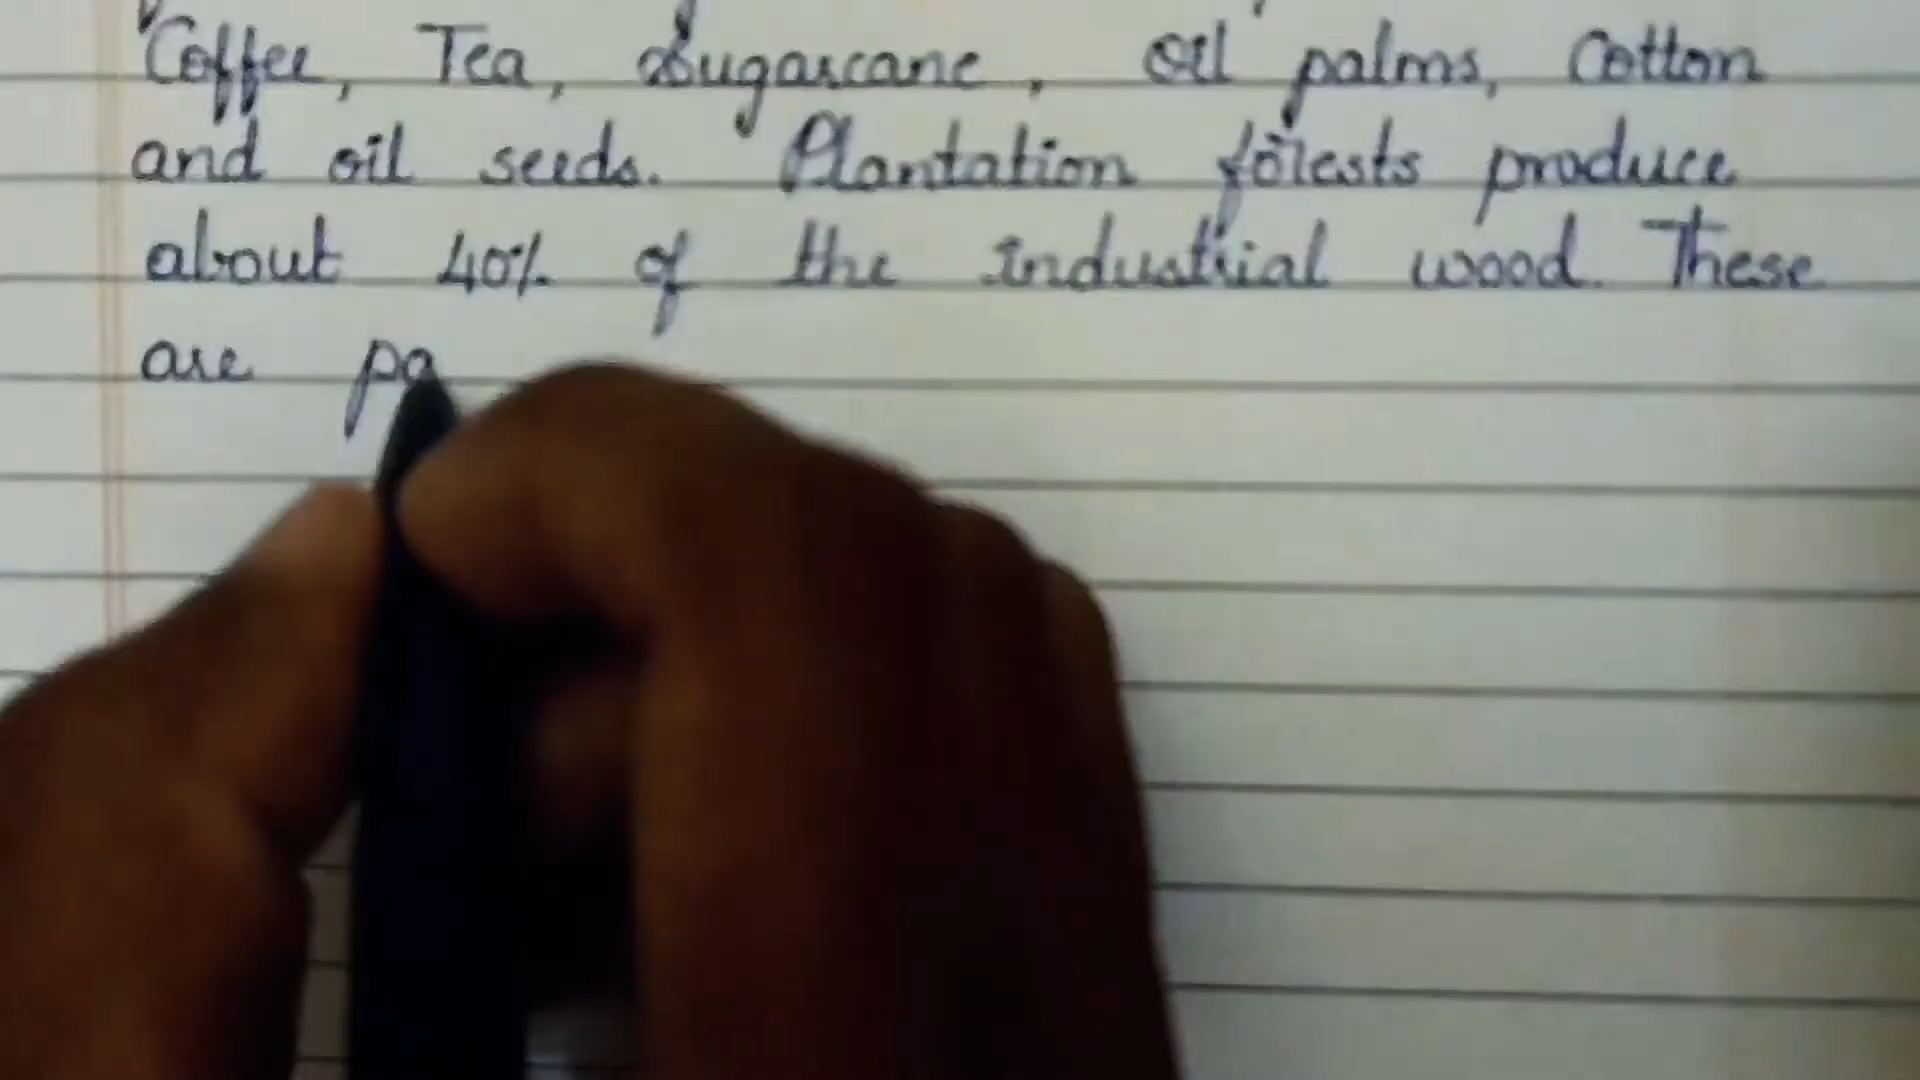 Coffee, Tea, Sugarcane, Oil palms, Cotton
and oil seeds. Plantation forests produce
about 40% of the industrial wood. These
are pa